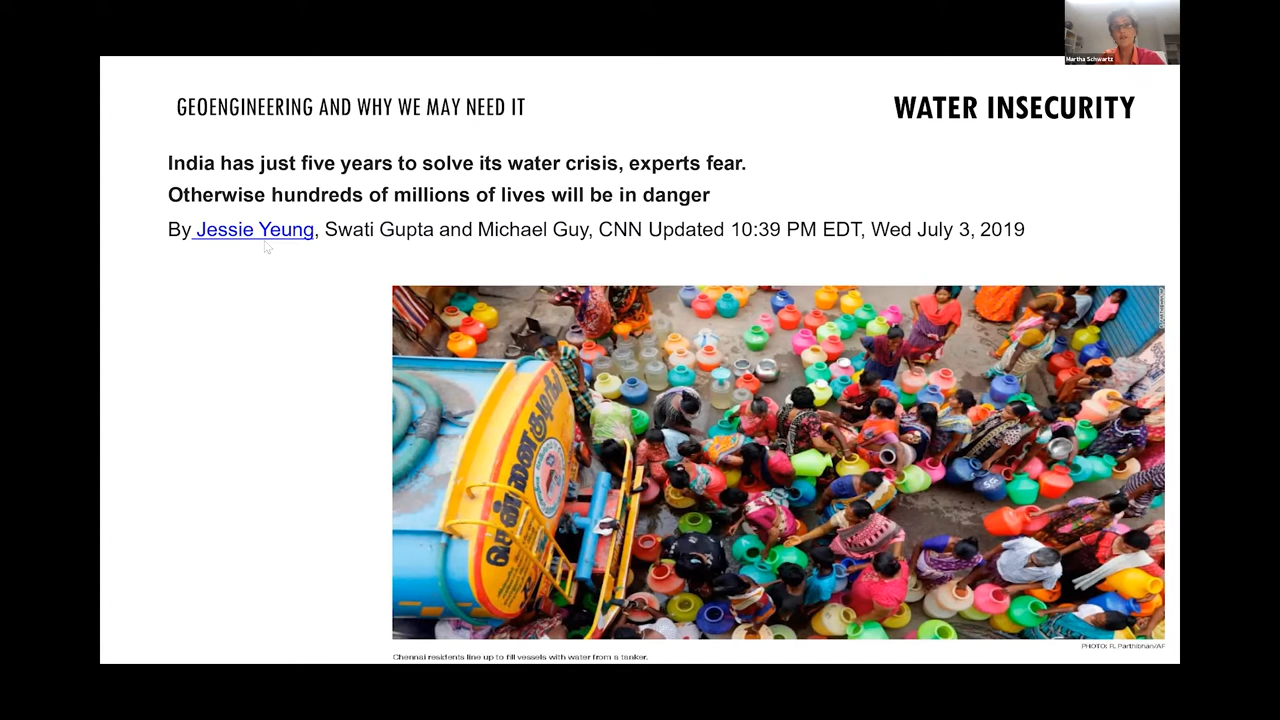 Martha Schwartz
GEOENGINEERING AND WHY WE MAY NEED IT
WATER INSECURITY
India has just five years to solve its water crisis, experts fear.
Otherwise hundreds of millions of lives will be in danger
By Jessie Yeung, Swati Gupta and Michael Guy, CNN Updated 10:39 PM EDT, Wed July 3, 2019
சென்னைகுடிநீர்
SG
PHOTO: R. Parthibhan/AP
Chennai residents line up to fill vessels with water from a tanker.